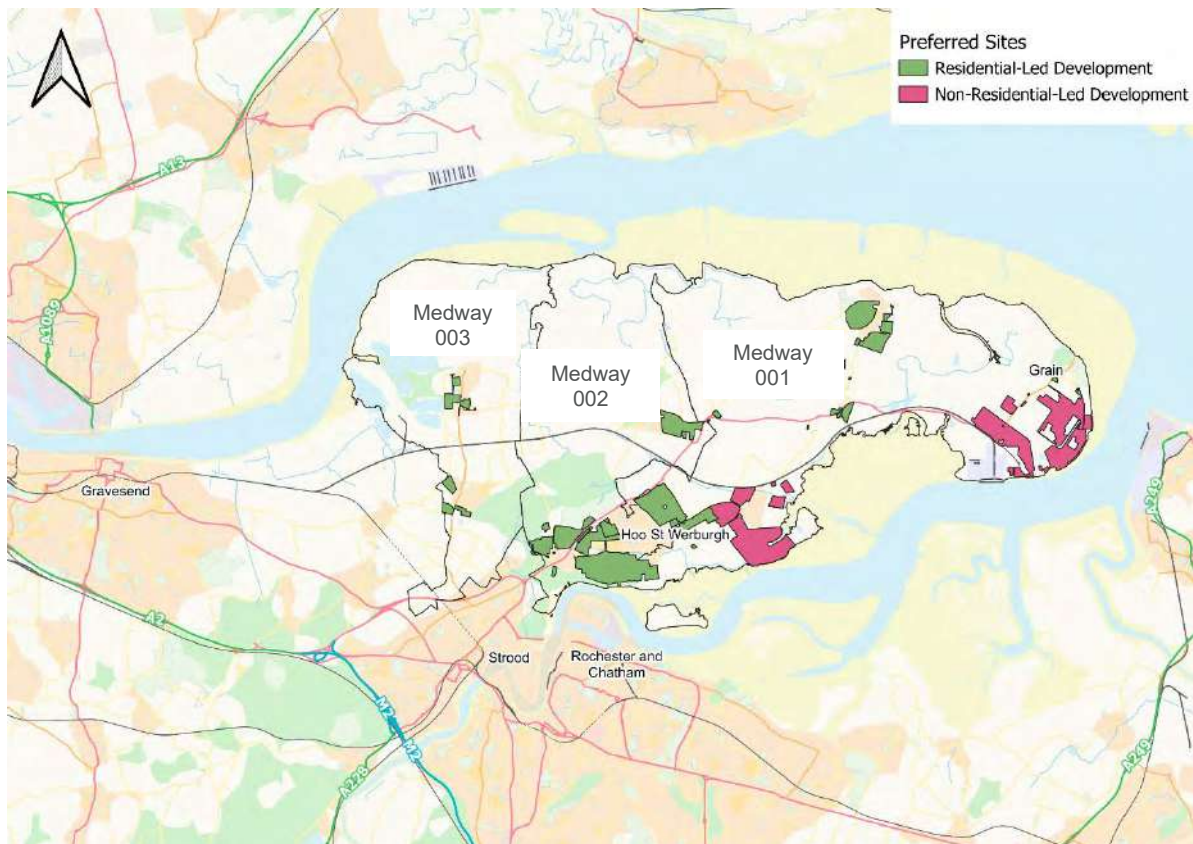 Preferred Sites
Residential-Led Development
Non-Residential-Led Development
A13
A1089
Medway
003
Medway
002
Medway
001
Grain
Gravesend
Hoo St Werburgh
A249
A2
Strood
Rochester and
Chatham
M2
M2
A228
A249